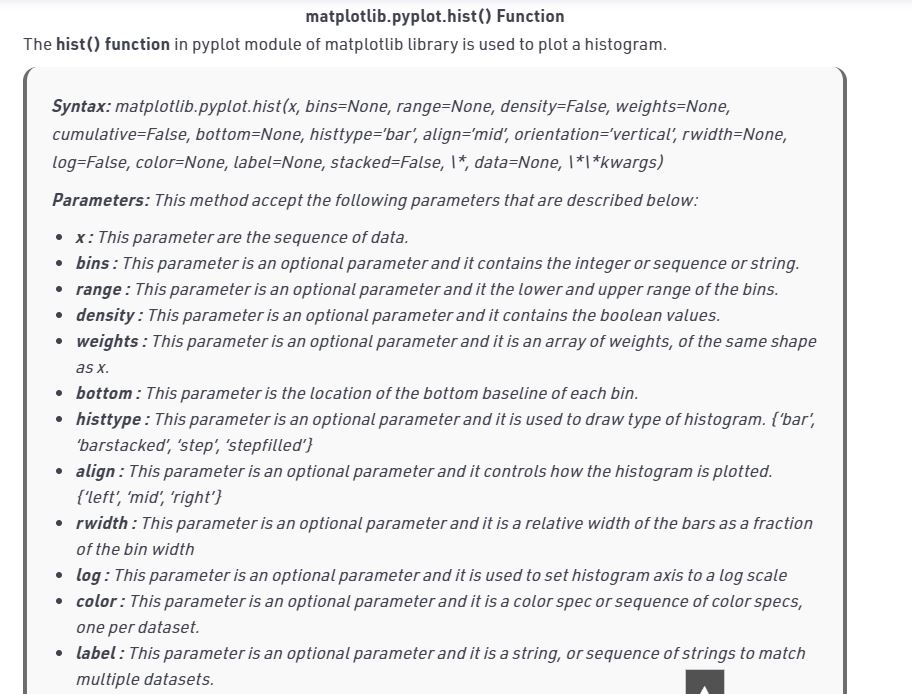 matplotlib.pyplot.hist() Function
The hist() function in pyplot module of matplotlib library is used to plot a histogram.
Syntax: matplotlib.pyplot.hist(x, bins=None, range=None, density=False, weights=None,
cumulative=False, bottom=None, histtype='bar', align='mid', orientation='vertical', rwidth=None,
log=False, color=None, label=None, stacked=False, \*, data=None, \*\*kwargs)
Parameters: This method accept the following parameters that are described below:
• x : This parameter are the sequence of data.
• bins : This parameter is an optional parameter and it contains the integer or sequence or string.
• range : This parameter is an optional parameter and it the lower and upper range of the bins.
• density : This parameter is an optional parameter and it contains the boolean values.
• weights : This parameter is an optional parameter and it is an array of weights, of the same shape
as x.
• bottom : This parameter is the location of the bottom baseline of each bin.
• histtype : This parameter is an optional parameter and it is used to draw type of histogram. {'bar',
'barstacked', 'step', 'stepfilled'}
• align : This parameter is an optional parameter and it controls how the histogram is plotted.
{'left', 'mid', 'right'}
• rwidth : This parameter is an optional parameter and it is a relative width of the bars as a fraction
of the bin width
• log : This parameter is an optional parameter and it is used to set histogram axis to a log scale
• color : This parameter is an optional parameter and it is a color spec or sequence of color specs,
one per dataset.
• label : This parameter is an optional parameter and it is a string, or sequence of strings to match
multiple datasets.